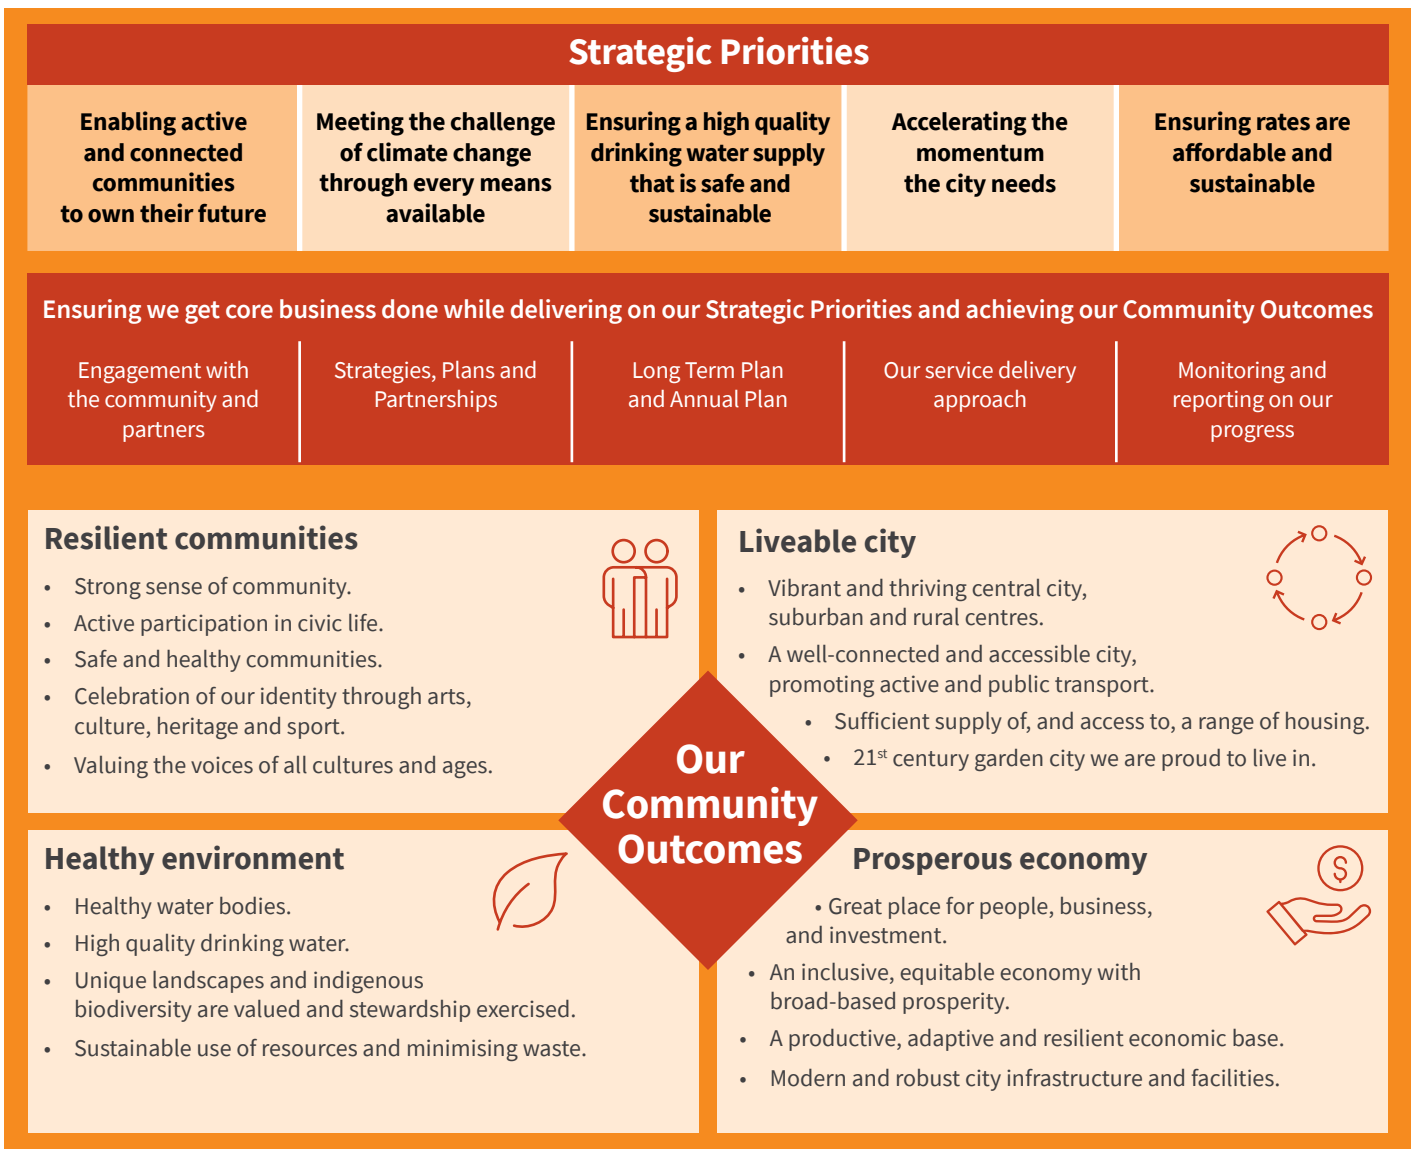 Strategic Priorities
Enabling active
and connected
communities
to own their future
Meeting the challenge
of climate change
through every means
available
Ensuring a high quality
drinking water supply
that is safe and
sustainable
Accelerating the
momentum
the city needs
Ensuring rates are
affordable and
sustainable
Ensuring we get core business done while delivering on our Strategic Priorities and achieving our Community Outcomes
Engagement with
the community and
partners
Strategies, Plans and
Partnerships
Long Term Plan
and Annual Plan
Our service delivery
approach
Monitoring and
reporting on our
progress
Resilient communities
• Strong sense of community.
• Active participation in civic life.
• Safe and healthy communities.
• Celebration of our identity through arts,
culture, heritage and sport.
• Valuing the voices of all cultures and ages.
Liveable city
• Vibrant and thriving central city,
suburban and rural centres.
• A well-connected and accessible city,
promoting active and public transport.
• Sufficient supply of, and access to, a range of housing.
• 21st century garden city we are proud to live in.
Our
Community
Outcomes
Healthy environment
• Healthy water bodies.
• High quality drinking water.
• Unique landscapes and indigenous
biodiversity are valued and stewardship exercised.
• Sustainable use of resources and minimising waste.
Prosperous economy
$
• Great place for people, business,
and investment.
• An inclusive, equitable economy with
broad-based prosperity.
• A productive, adaptive and resilient economic base.
• Modern and robust city infrastructure and facilities.